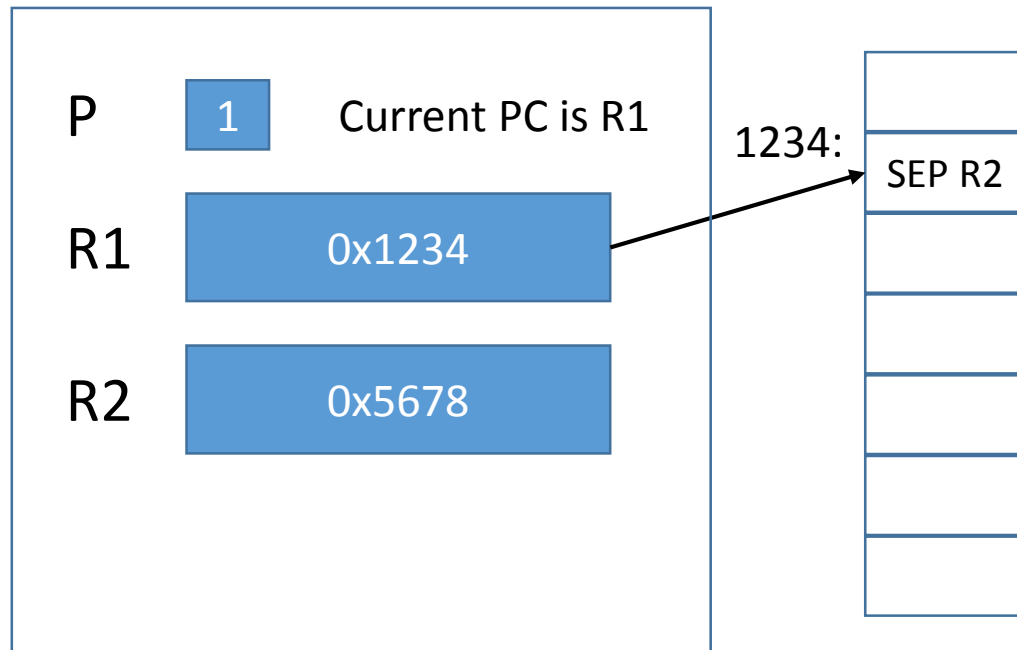 P 1 Current PC is R1
1234:
SEP R2
R1 0x1234
R2 0x5678